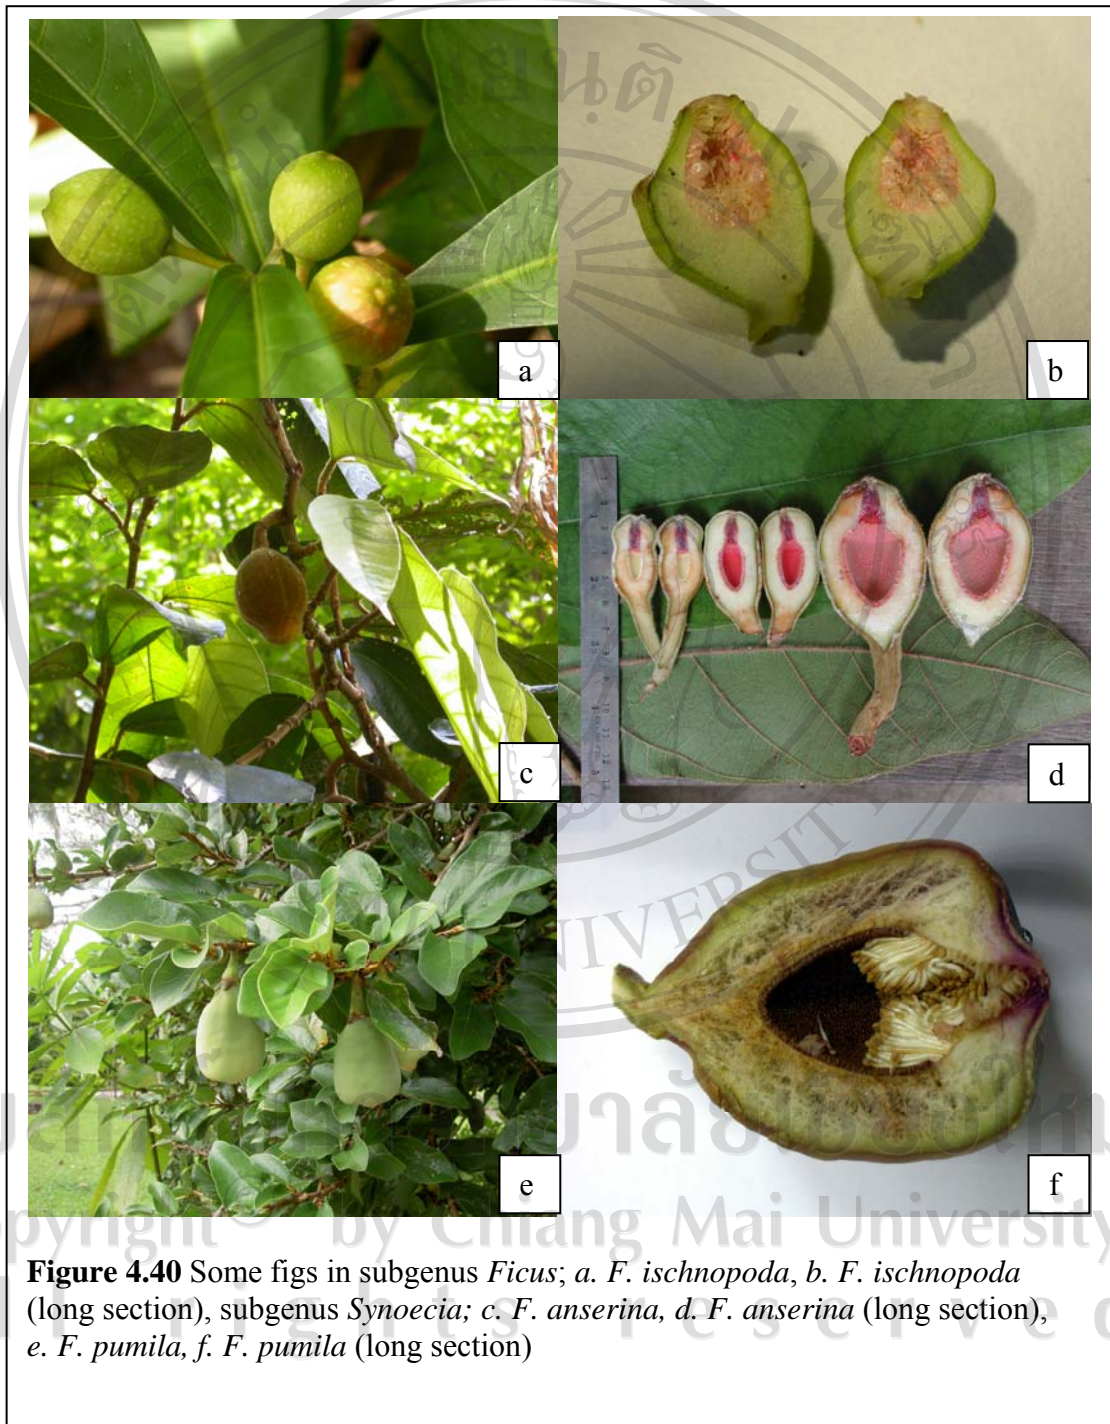 a
b
c
d
e
f
Figure 4.40 Some figs in subgenus Ficus; a. F. ischnopoda, b. F. ischnopoda
(long section), subgenus Synoecia; c. F. anserina, d. F. anserina (long section),
e. F. pumila, f. F. pumila (long section)
Copyright© by Chiang Mai University
All rights reserved